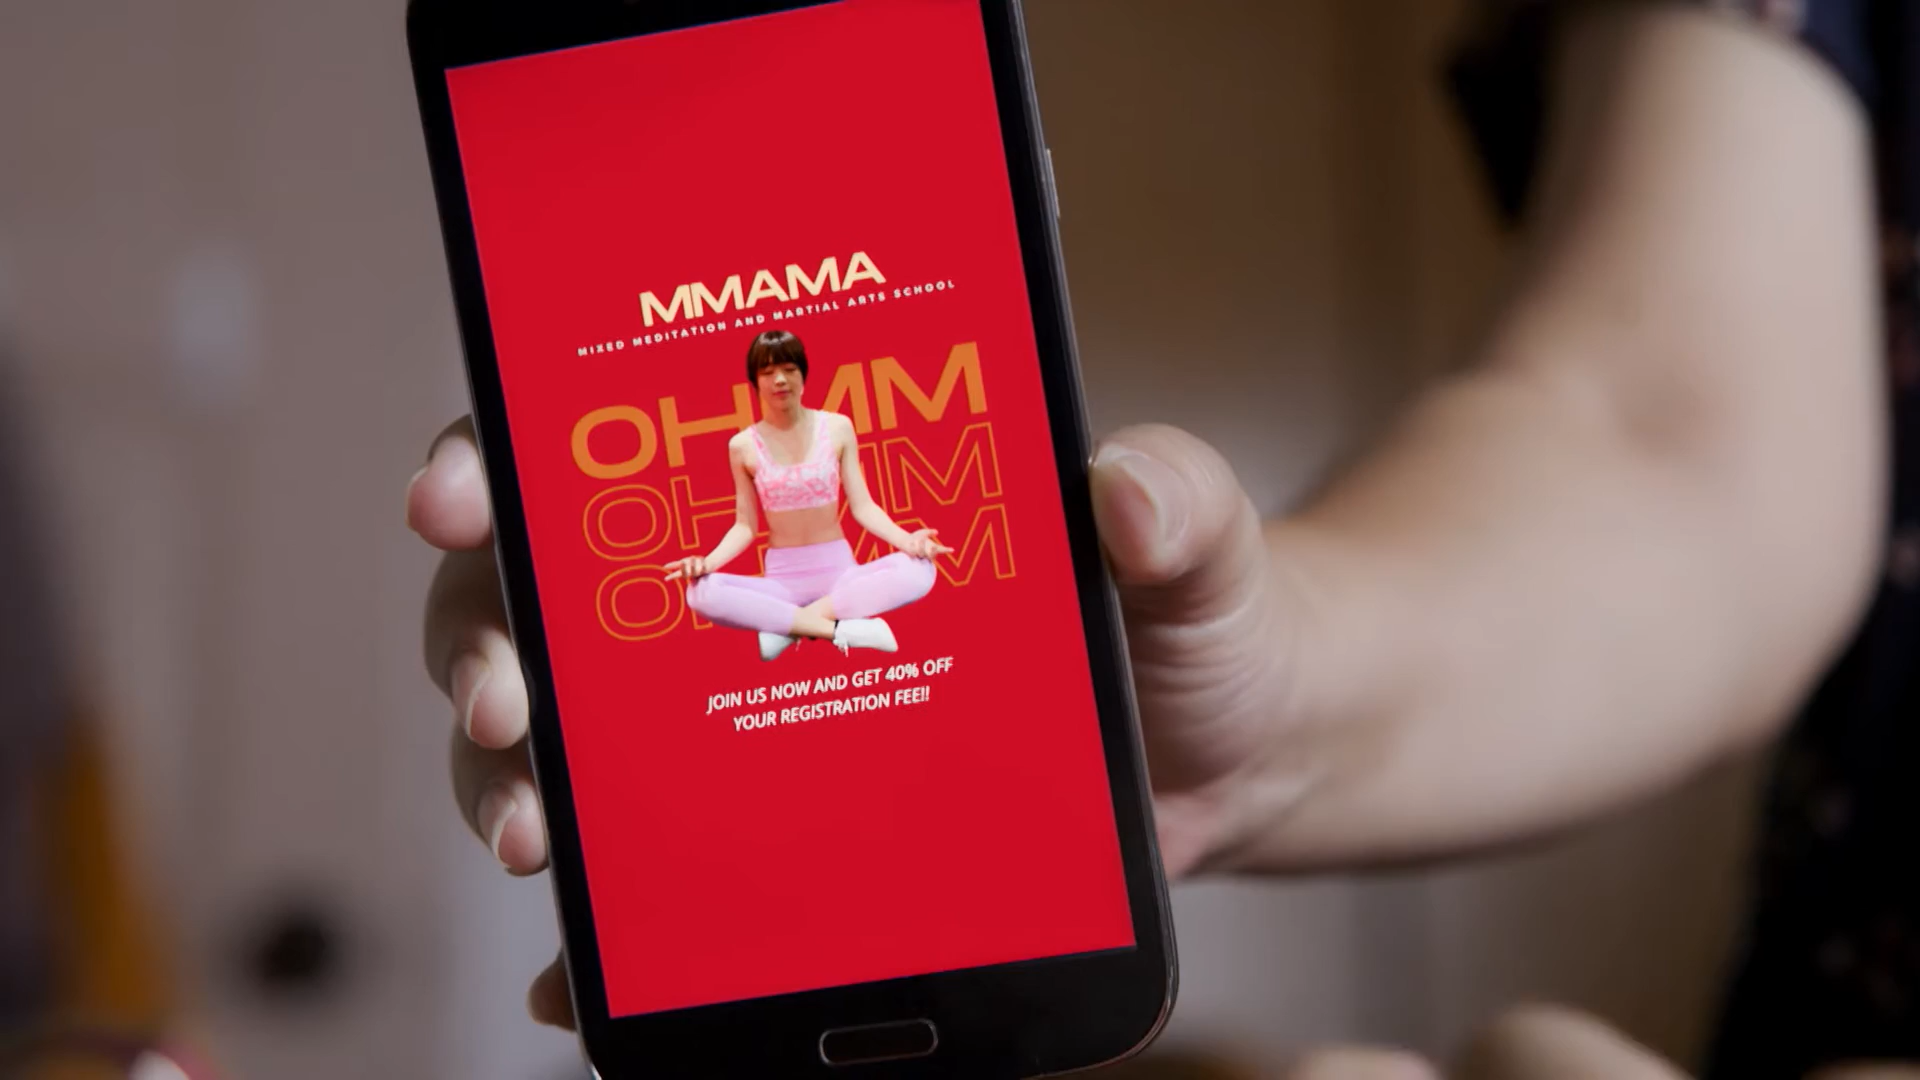 MMAMA
MIXED MEDITATION AND MARTIAL ARTS SCHOOL
OHMM
OHMM
OHMM
JOIN US NOW AND GET 40% OFF
YOUR REGISTRATION FEE!!